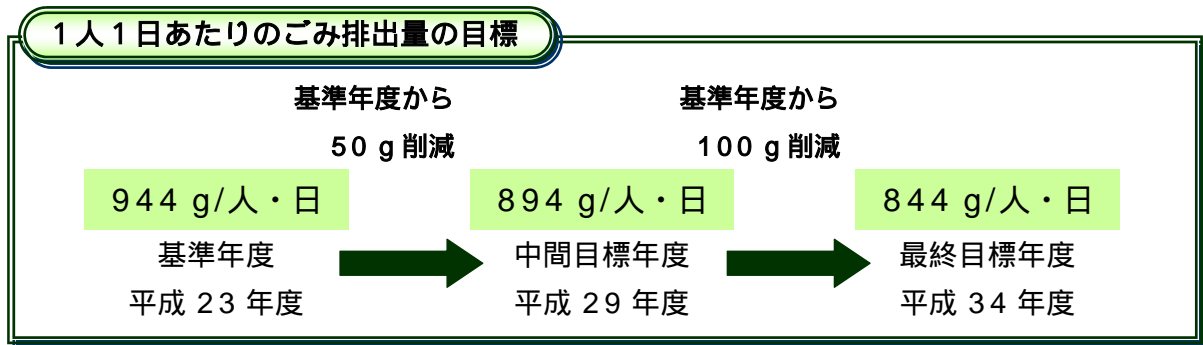 １人１日あたりのごみ排出量の目標
基準年度から
50ｇ削減
基準年度から
100ｇ削減
944 g/人・日
894 g/人・日
844 g/人・日
基準年度
中間目標年度
最終目標年度
平成 23 年度
平成 29 年度
平成 34 年度